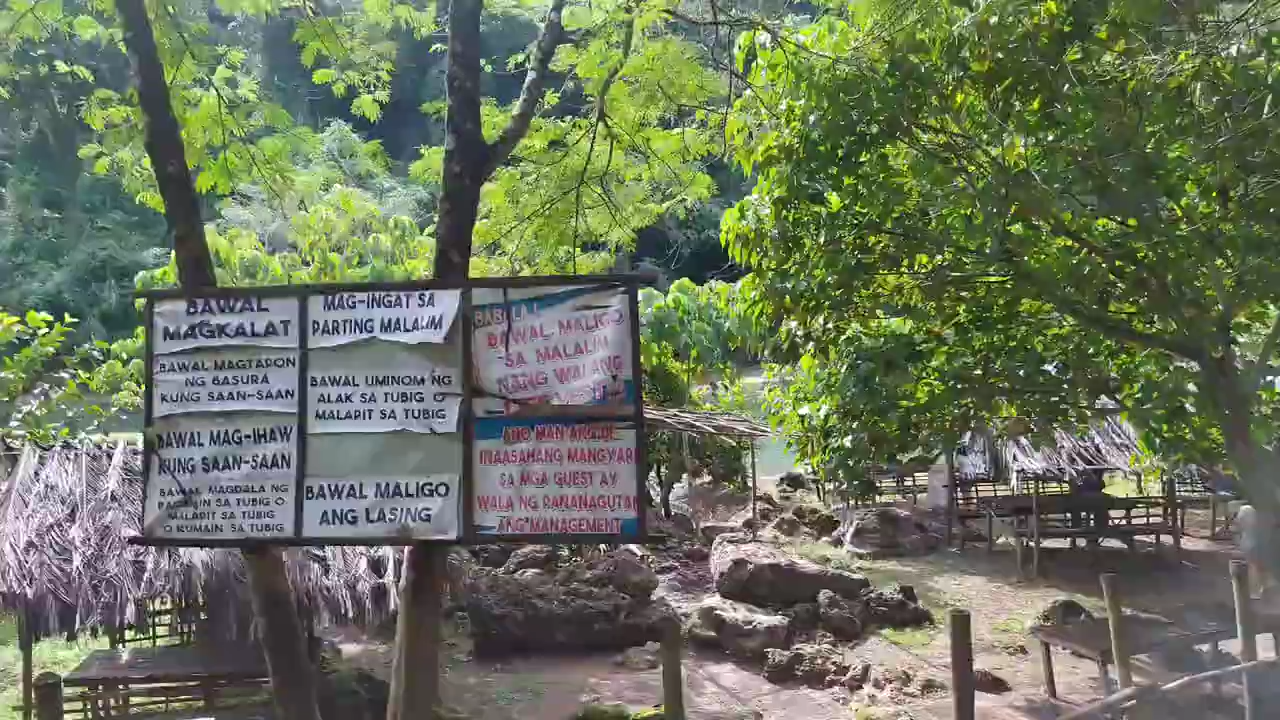 BAWAL
MAGKALAT
BAWAL MAGTAPON
NG BASURA
KUNG SAAN-SAAN
BAWAL MAG-IHAW
KUNG SAAN-SAAN
BAWAL MAGDALA NG
PAGKAIN SA TUBIG O
MALAPIT SA TUBIG
O KUMAIN SA TUBIG
MAG-INGAT SA
PARTING MALALIM
BAWAL UMINOM NG
ALAK SA TUBIG O
MALAPIT SA TUBIG
BAWAL MALIGO
ANG LASING
BABALA!
BAWAL MALIGO
SA MALALIM
NANG WALANG
ANO MAN ANG DI
INAASAHANG MANGYARI
SA MGA GUEST AY
WALA NG PANANAGUTAN
ANG MANAGEMENT